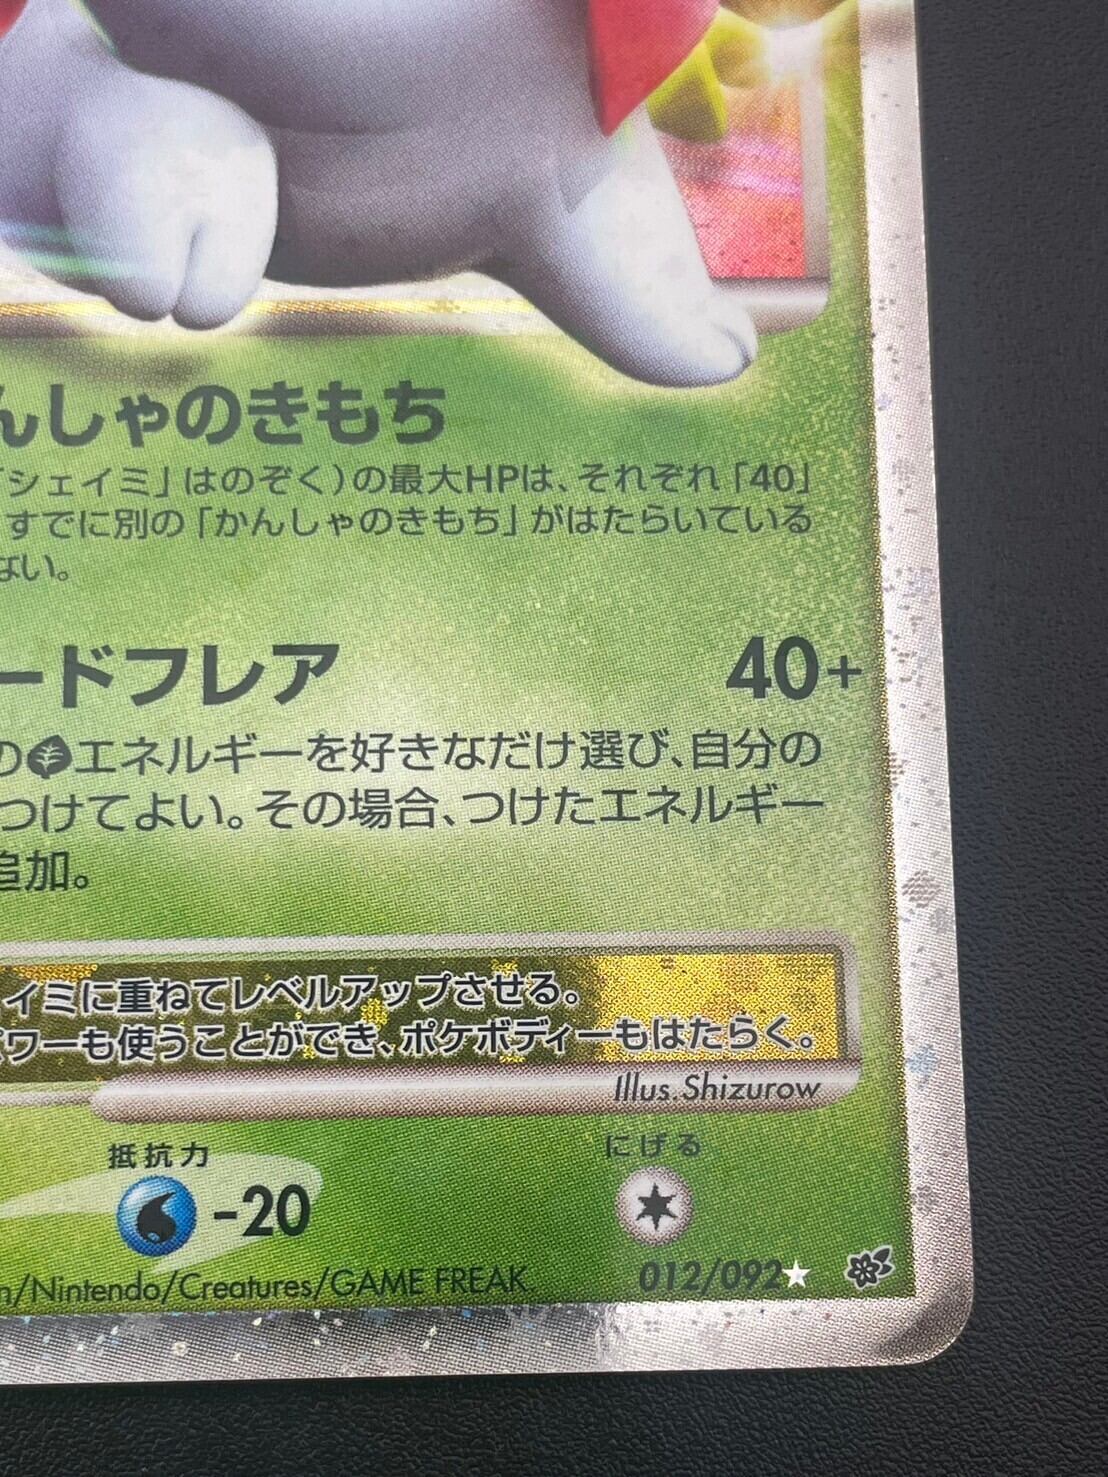 んしゃのきもち
「シェイミ」はのぞく)の最大HPは、それぞれ「40」
すでに別の「かんしゃのきもち」がはたらいている
ない。
ードフレア 40+
のエネルギーを好きなだけ選び、自分の
つけてよい。その場合、つけたエネルギー
追加。
イミに重ねてレベルアップさせる。
パワーも使うことができ、ポケボディーもはたらく。
Illus.Shizurow
抵抗力 にげる
-20
n/Nintendo/Creatures/GAME FREAK. 012/092★